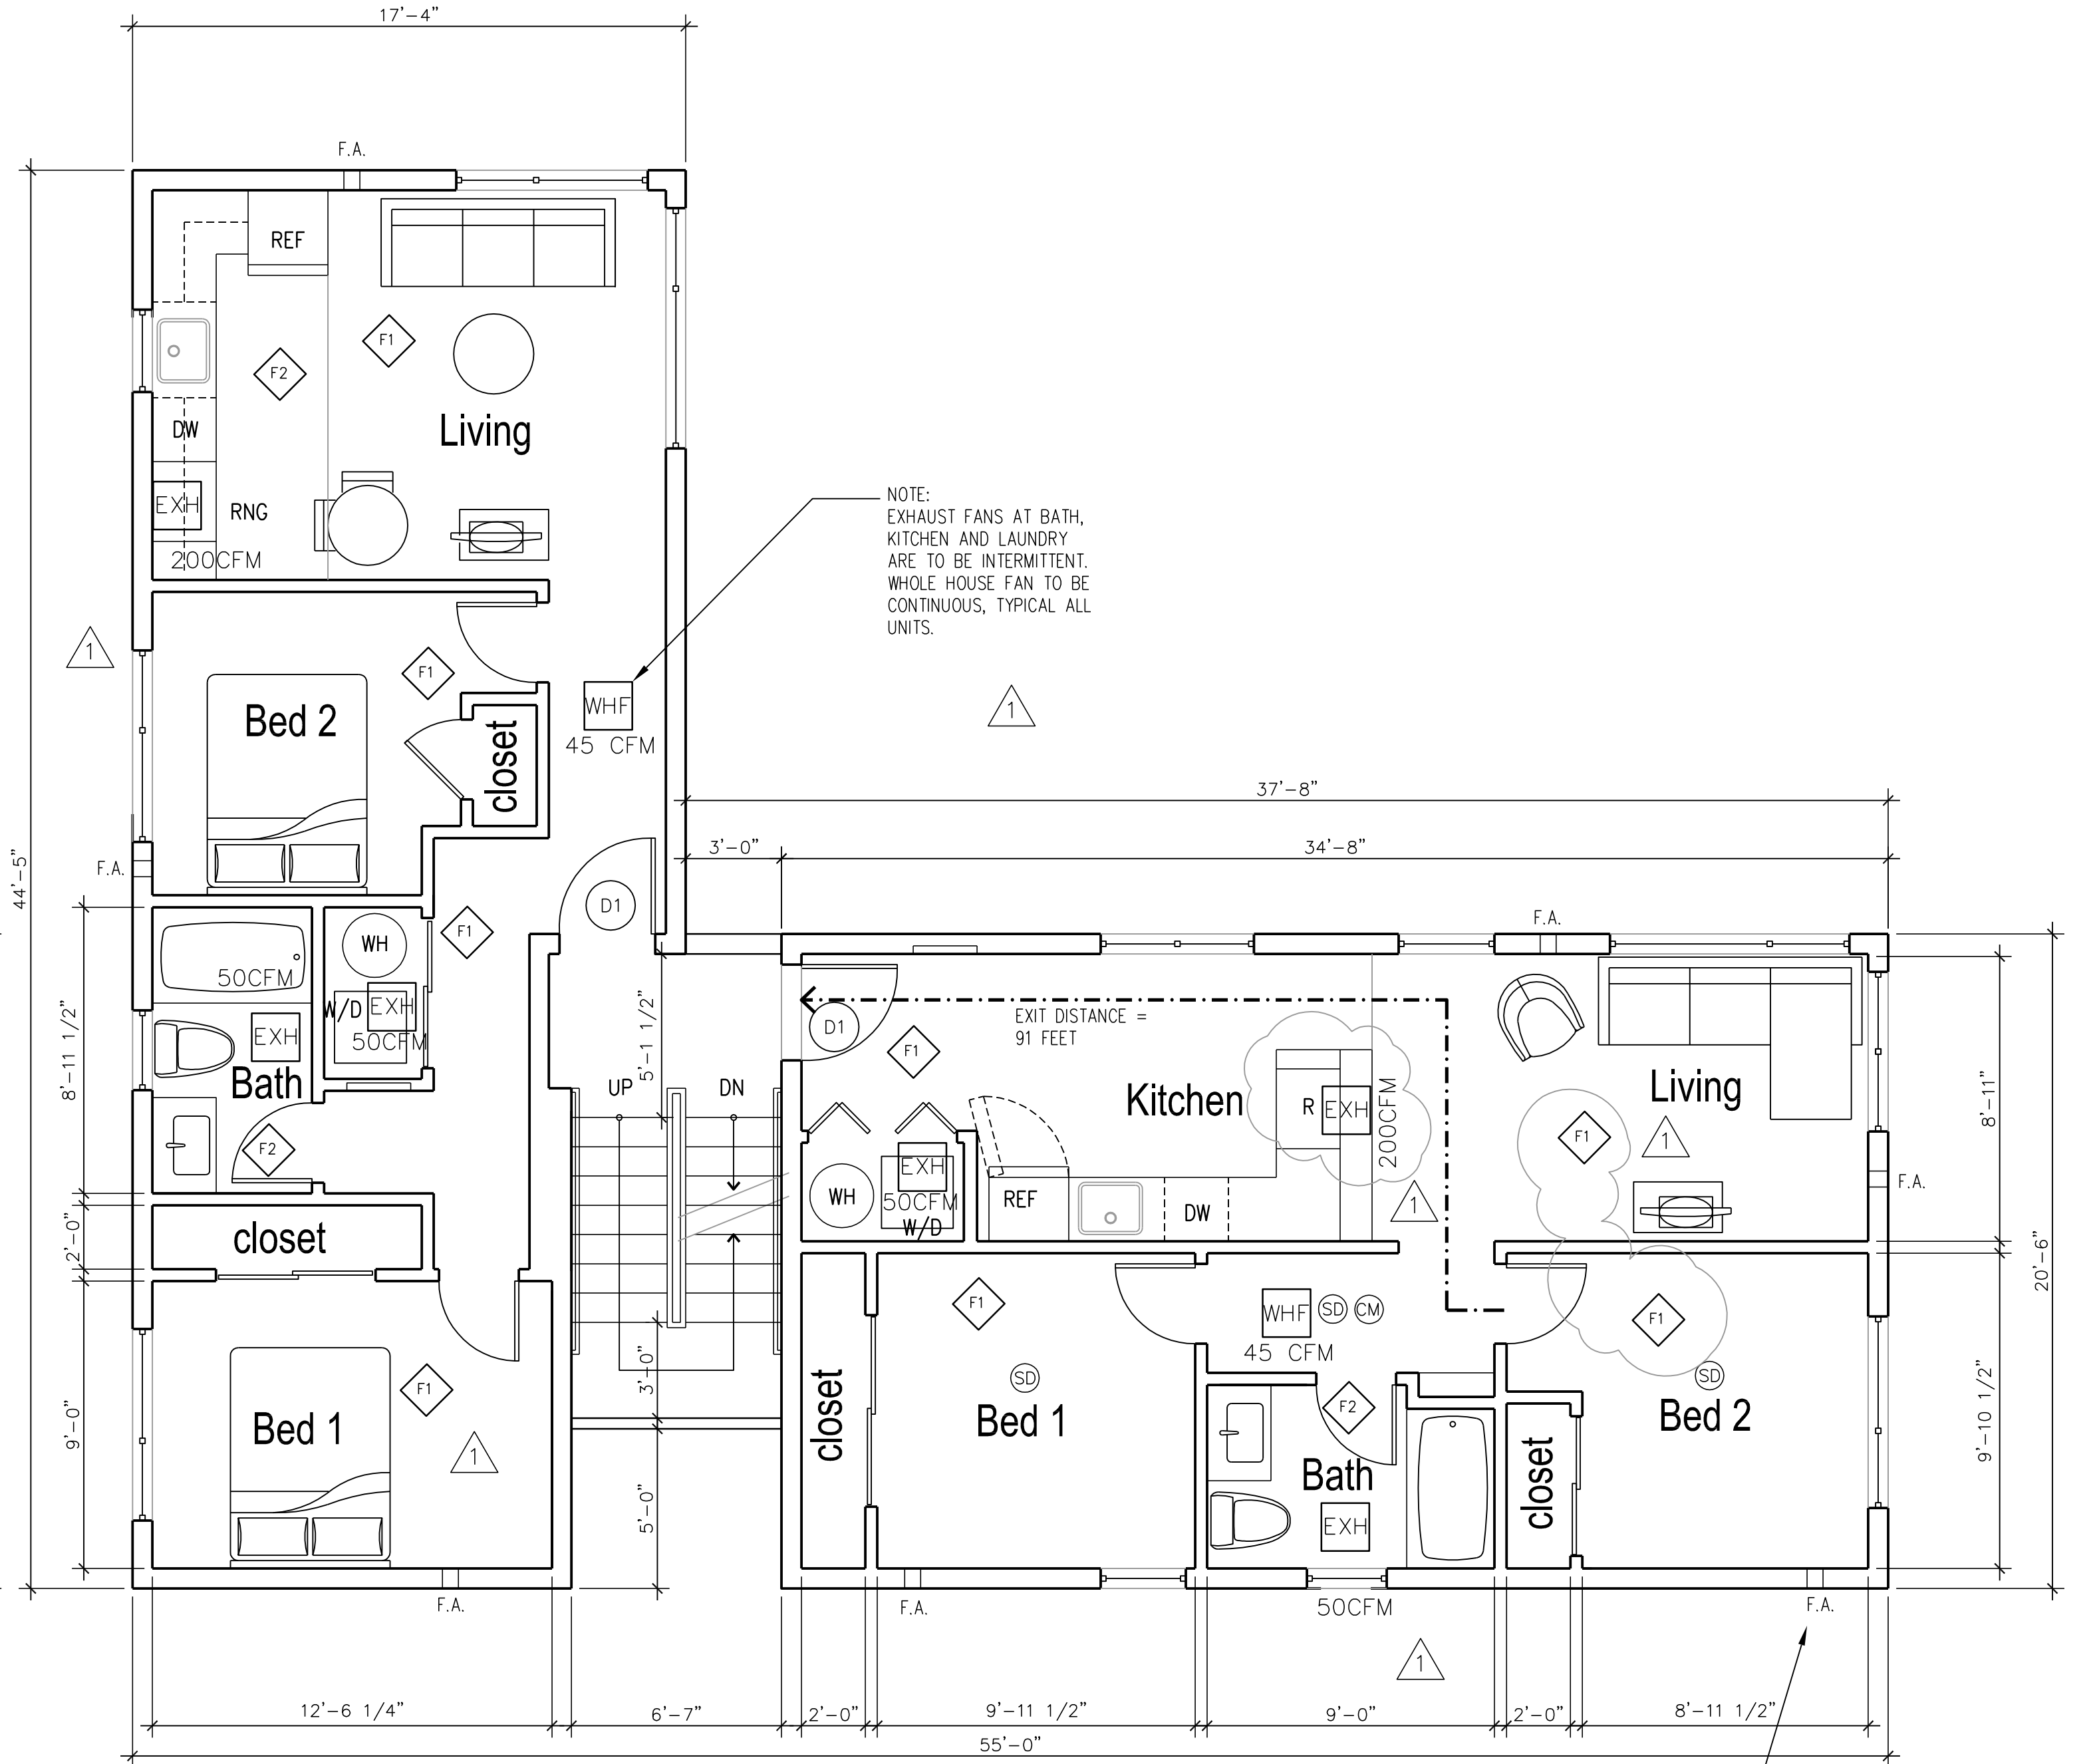 17'-4"
F.A.
REF
F1
F2
Living
DW
EXH
RNG
200CFM
NOTE:
EXHAUST FANS AT BATH,
KITCHEN AND LAUNDRY
ARE TO BE INTERMITTENT.
WHOLE HOUSE FAN TO BE
CONTINUOUS, TYPICAL ALL
UNITS.
1
F1
Bed 2
closet
WHF
45 CFM
1
37'-8"
44'-5"
F.A.
3'-0"
34'-8"
D1
F1
WH
50CFM
W/D
EXH
50CFM
EXH
Bath
8'-11 1/2"
5'-1 1/2"
F.A.
D1
EXIT DISTANCE =
91 FEET
F1
UP
DN
Kitchen
R
EXH
200CFM
Living
F1
1
8'-11"
F2
WH
EXH
50CFM
W/D
REF
DW
1
F.A.
2'-0"
closet
20'-6"
F1
WHF
SD
CM
45 CFM
F1
3'-0"
9'-0"
F1
Bed 1
1
closet
SD
Bed 1
F2
Bath
EXH
SD
Bed 2
closet
9'-10 1/2"
5'-0"
F.A.
F.A.
50CFM
F.A.
1
12'-6 1/4"
6'-7"
2'-0"
9'-11 1/2"
9'-0"
2'-0"
8'-11 1/2"
55'-0"